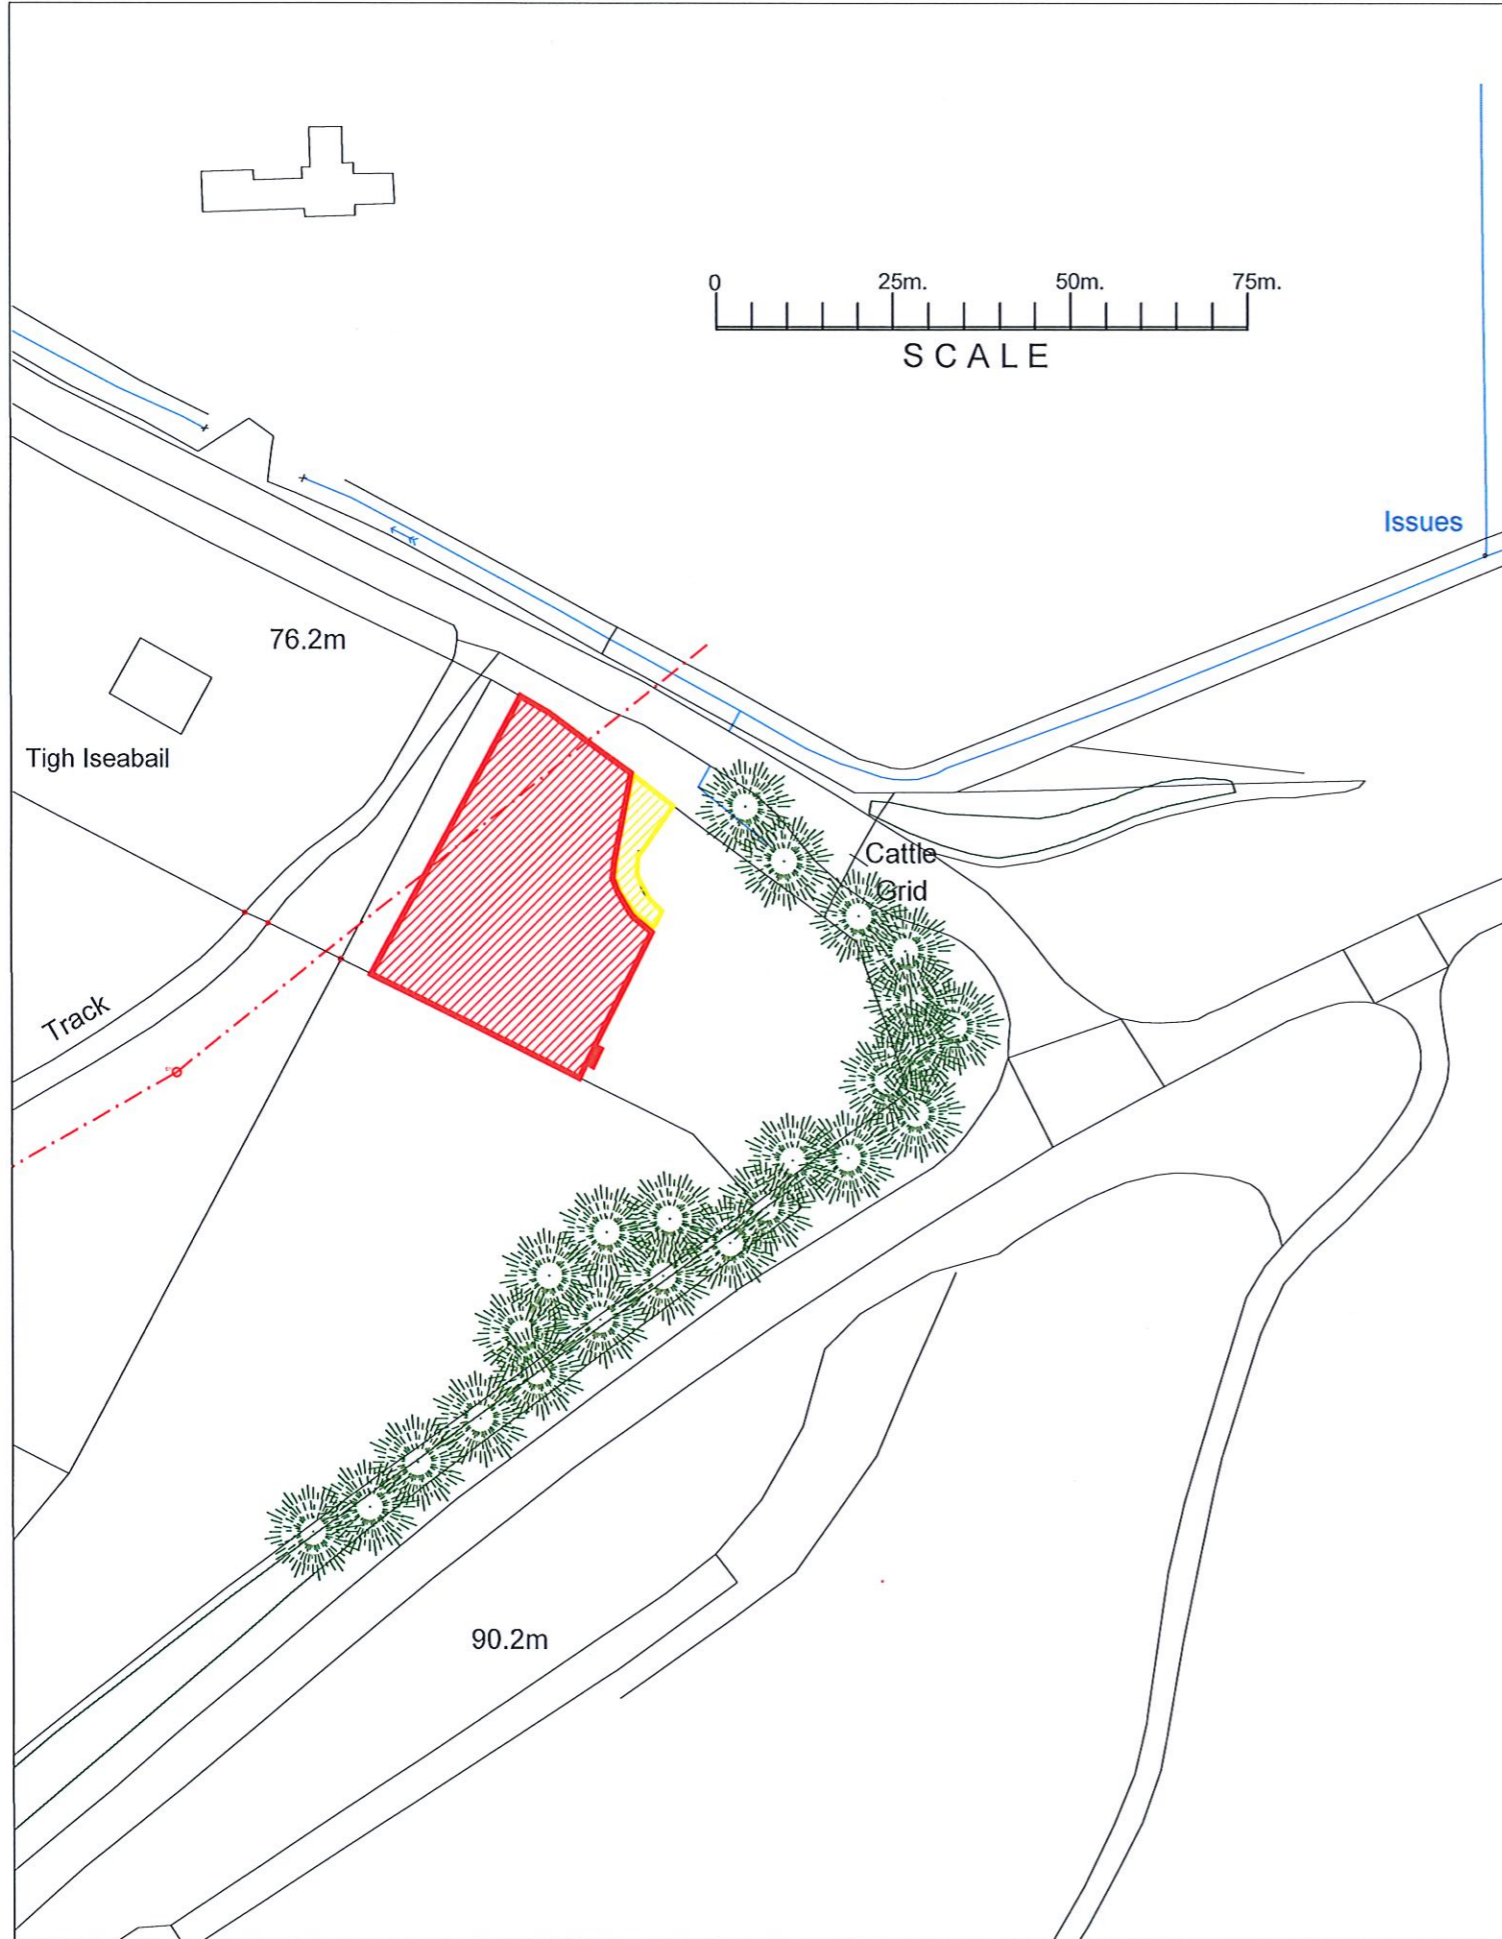 0 25m. 50m. 75m.
SCALE
Issues
76.2m
Tigh Iseabail
Cattle
Grid
Track
90.2m